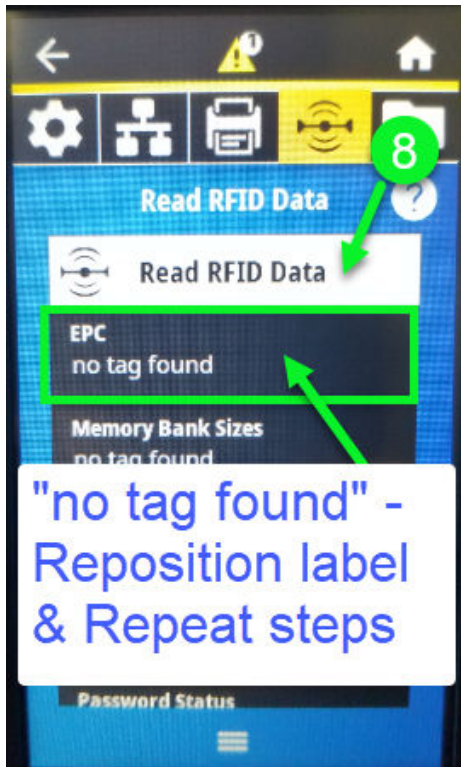 1
8
Read RFID Data
?
Read RFID Data
EPC
no tag found
Memory Bank Sizes
no tag found
"no tag found" -
Reposition label
& Repeat steps
Password Status